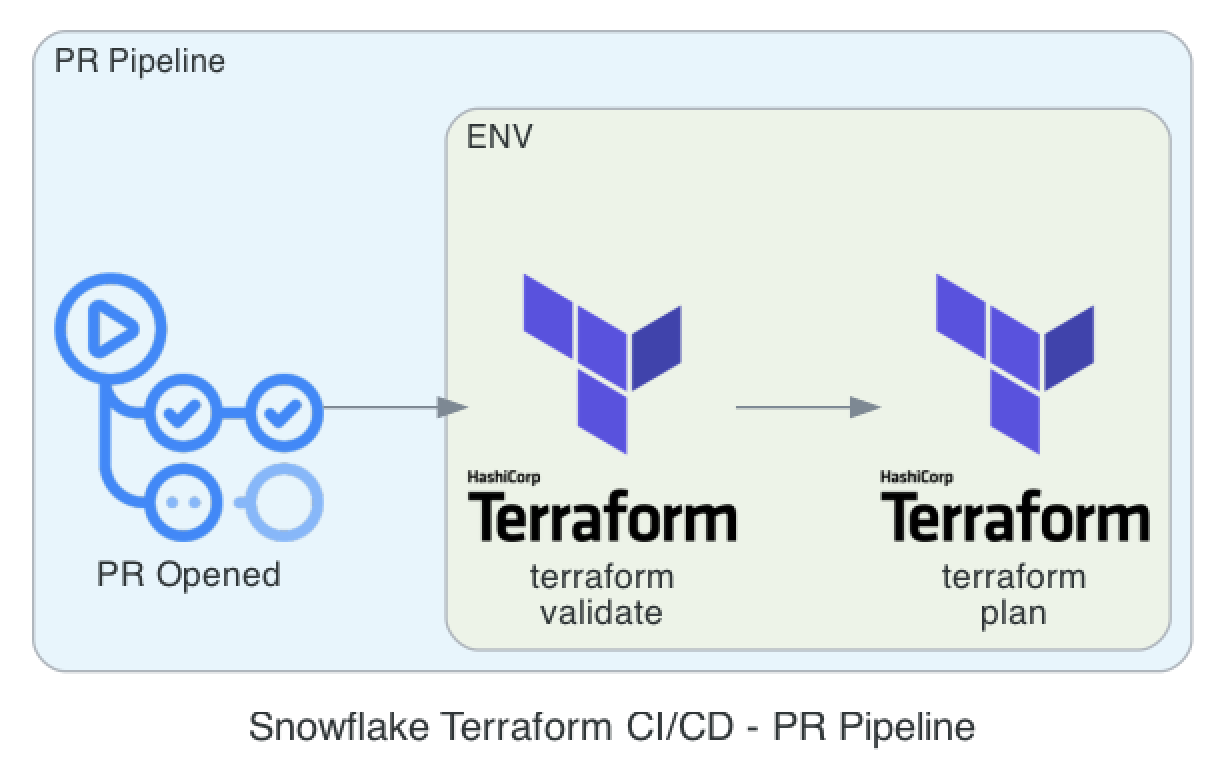 PR Pipeline
ENV
HashiCorp
Terraform
HashiCorp
Terraform
PR Opened
terraform
validate
terraform
plan
Snowflake Terraform CI/CD - PR Pipeline